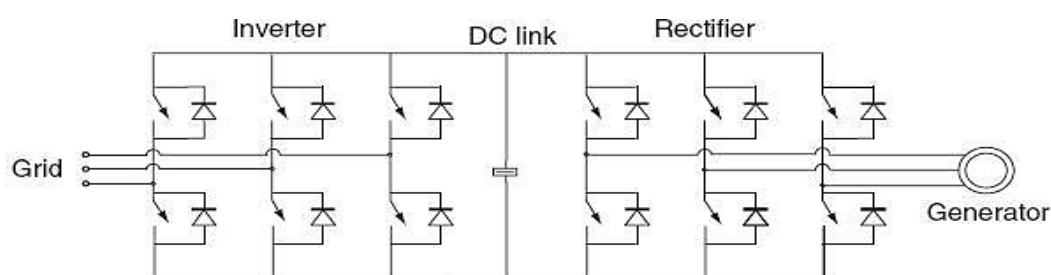 Inverter
DC link
Rectifier
Grid
Generator